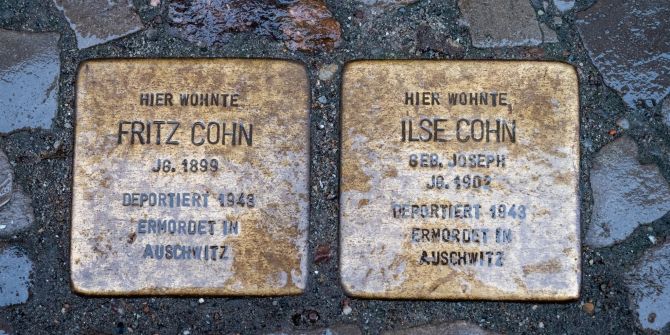 HIER WOHNTE
FRITZ COHN
JG. 1899
DEPORTIERT 1943
ERMORDET IN
AUSCHWITZ
HIER WOHNTE
ILSE COHN
GEB. JOSEPH
JG. 1902
DEPORTIERT 1943
ERMORDET IN
AUSCHWITZ